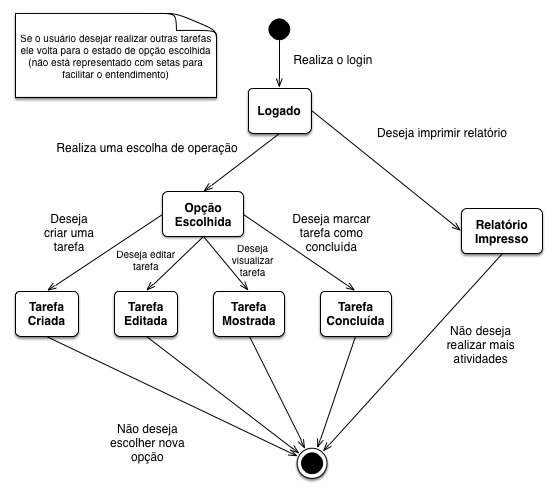 Se o usuário desejar realizar outras tarefas
ele volta para o estado de opção escolhida
(não está representado com setas para
facilitar o entendimento)
Realiza o login
Logado
Realiza uma escolha de operação
Deseja imprimir relatório
Opção
Escolhida
Relatório
Impresso
Deseja
criar uma
tarefa
Deseja editar
tarefa
Deseja
visualizar
tarefa
Deseja marcar
tarefa como
concluída
Tarefa
Criada
Tarefa
Editada
Tarefa
Mostrada
Tarefa
Concluída
Não deseja
realizar mais
atividades
Não deseja
escolher nova
opção